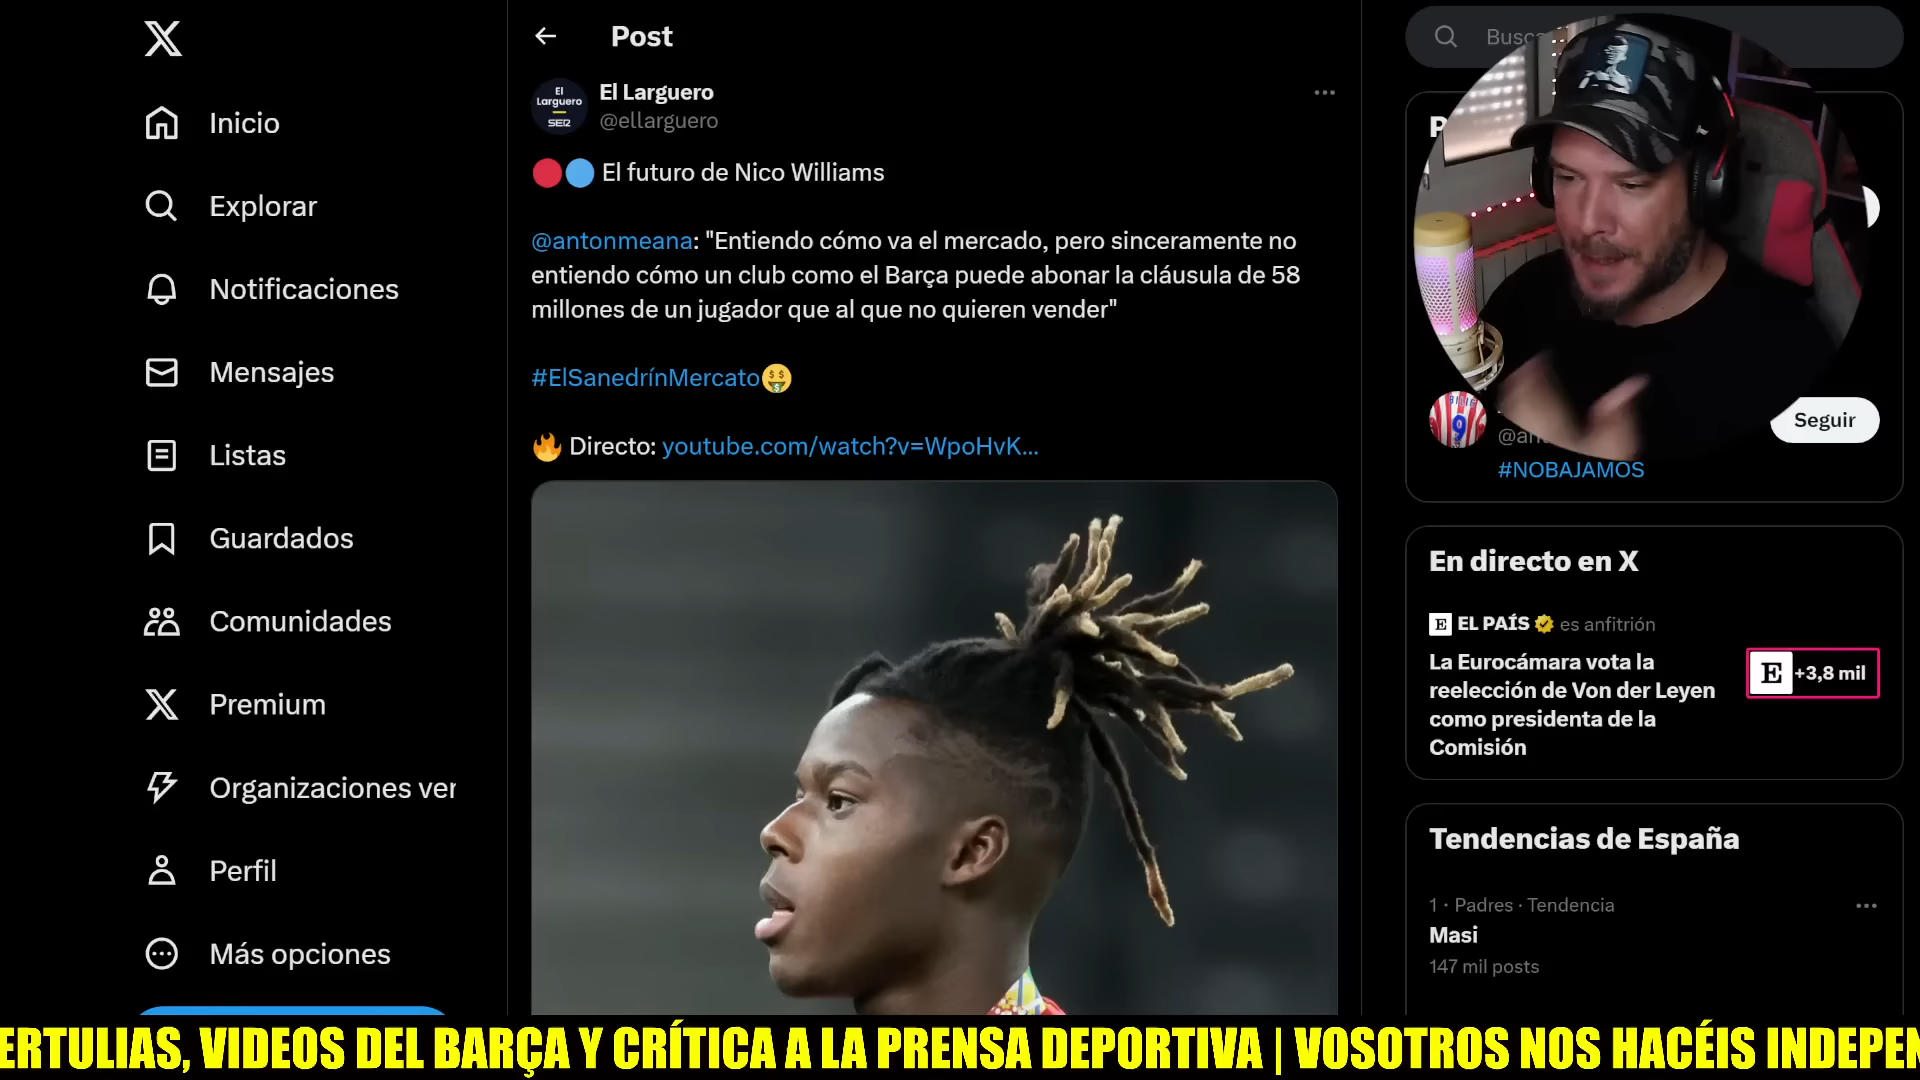 Inicio
Explorar
Notificaciones
Mensajes
Listas
Guardados
Comunidades
Premium
Organizaciones ver
Perfil
Más opciones
Post
El Larguero SER
El Larguero
@ellarguero
El futuro de Nico Williams
@antonmeana: "Entiendo cómo va el mercado, pero sinceramente no
entiendo cómo un club como el Barça puede abonar la cláusula de 58
millones de un jugador que al que no quieren vender"
#ElSanedrínMercato
Directo: youtube.com/watch?v=WpoHvK...
Busc
P
Seguir
@an
#NOBAJAMOS
En directo en X
EL PAÍS es anfitrión
La Eurocámara vota la
reelección de Von der Leyen
como presidenta de la
Comisión
E +3,8 mil
Tendencias de España
1 · Padres · Tendencia
Masi
147 mil posts
ERTULIAS, VIDEOS DEL BARÇA Y CRÍTICA A LA PRENSA DEPORTIVA | VOSOTROS NOS HACÉIS INDEPEN